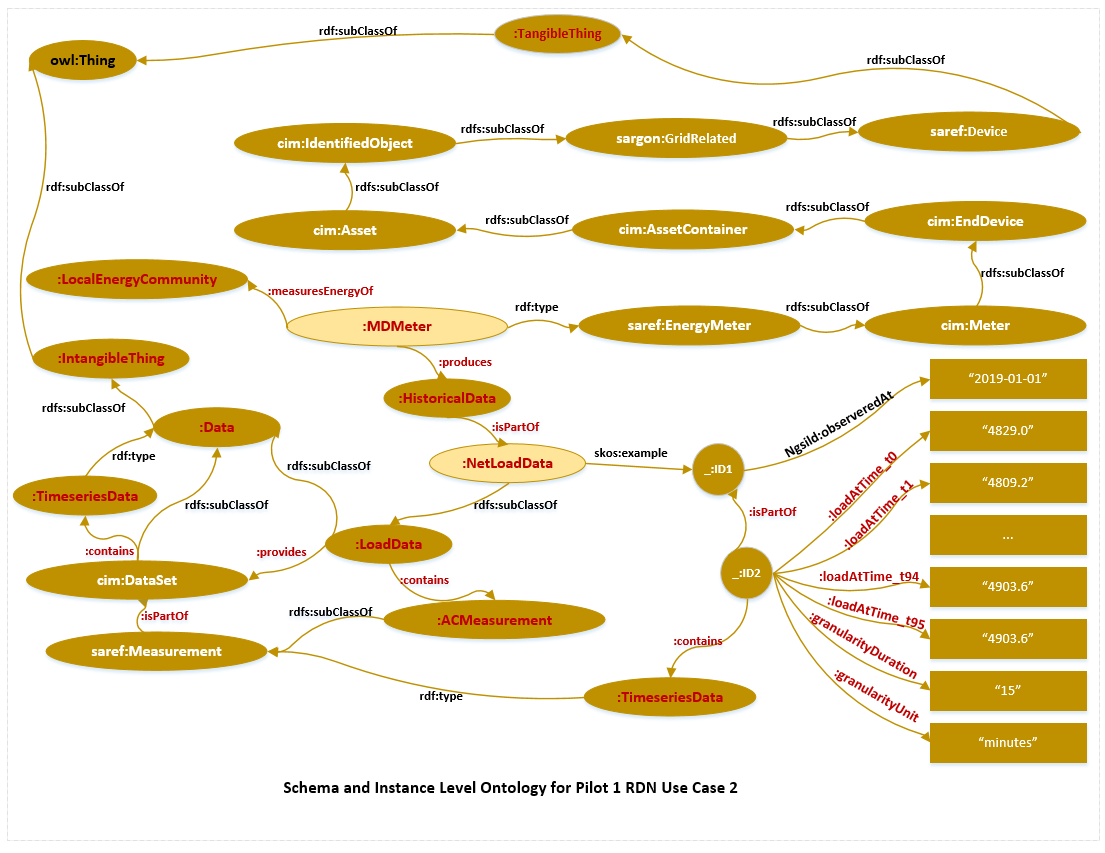 rdf:subClassOf
:TangibleThing
owl:Thing
rdf:subClassOf
rdfs:subClassOf
rdfs:subClassOf
cim:IdentifiedObject
sargon:GridRelated
saref:Device
rdf:subClassOf
rdfs:subClassOf
rdfs:subClassOf
rdfs:subClassOf
cim:Asset
cim:AssetContainer
cim:EndDevice
:LocalEnergyCommunity
:measuresEnergyOf
rdfs:subClassOf
:MDMeter
rdf:type
saref:EnergyMeter
rdfs:subClassOf
cim:Meter
:IntangibleThing
:produces
“2019-01-01”
rdfs:subClassOf
:HistoricalData
Ngsild:observeredAt
:Data
:isPartOf
“4829.0”
rdf:type
rdfs:subClassOf
:NetLoadData
skos:example
_:ID1
:loadAtTime_t0
“4809.2”
:TimeseriesData
rdfs:subClassOf
rdfs:subClassOf
:isPartOf
:loadAtTime_t1
...
:contains
:provides
:LoadData
cim:DataSet
:contains
_:ID2
:loadAtTime_t94
“4903.6”
:isPartOf
rdfs:subClassOf
:ACMeasurement
:loadAtTime_t95
“4903.6”
saref:Measurement
:contains
:granularityDuration
“15”
rdf:type
:TimeseriesData
:granularityUnit
“minutes”
Schema and Instance Level Ontology for Pilot 1 RDN Use Case 2